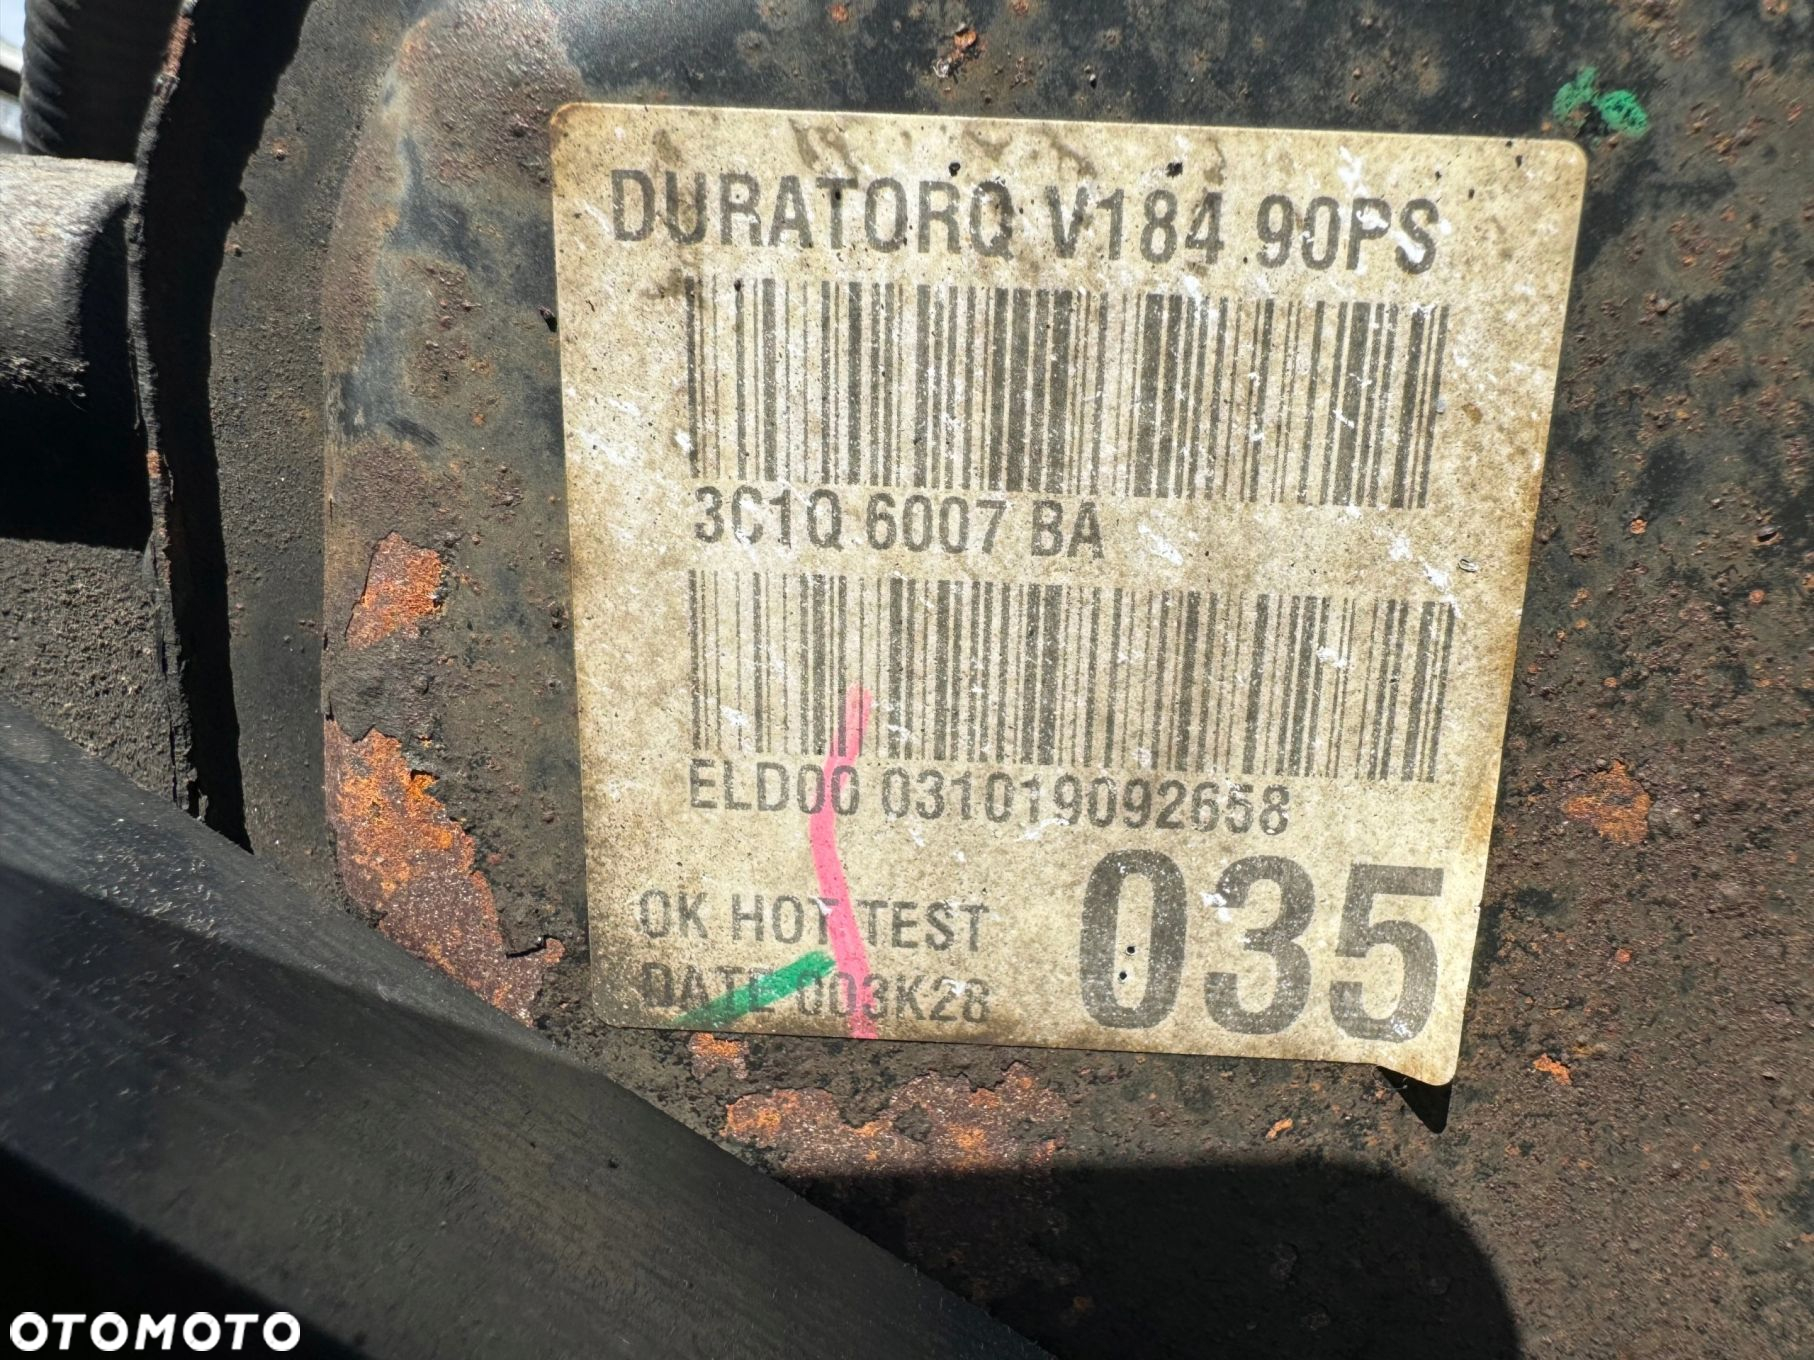 DURATORQ V184 90PS
3C1Q 6007 BA
ELD00 031019092658
OK HOT TEST
DATE 003K28
035
OTOMOTO